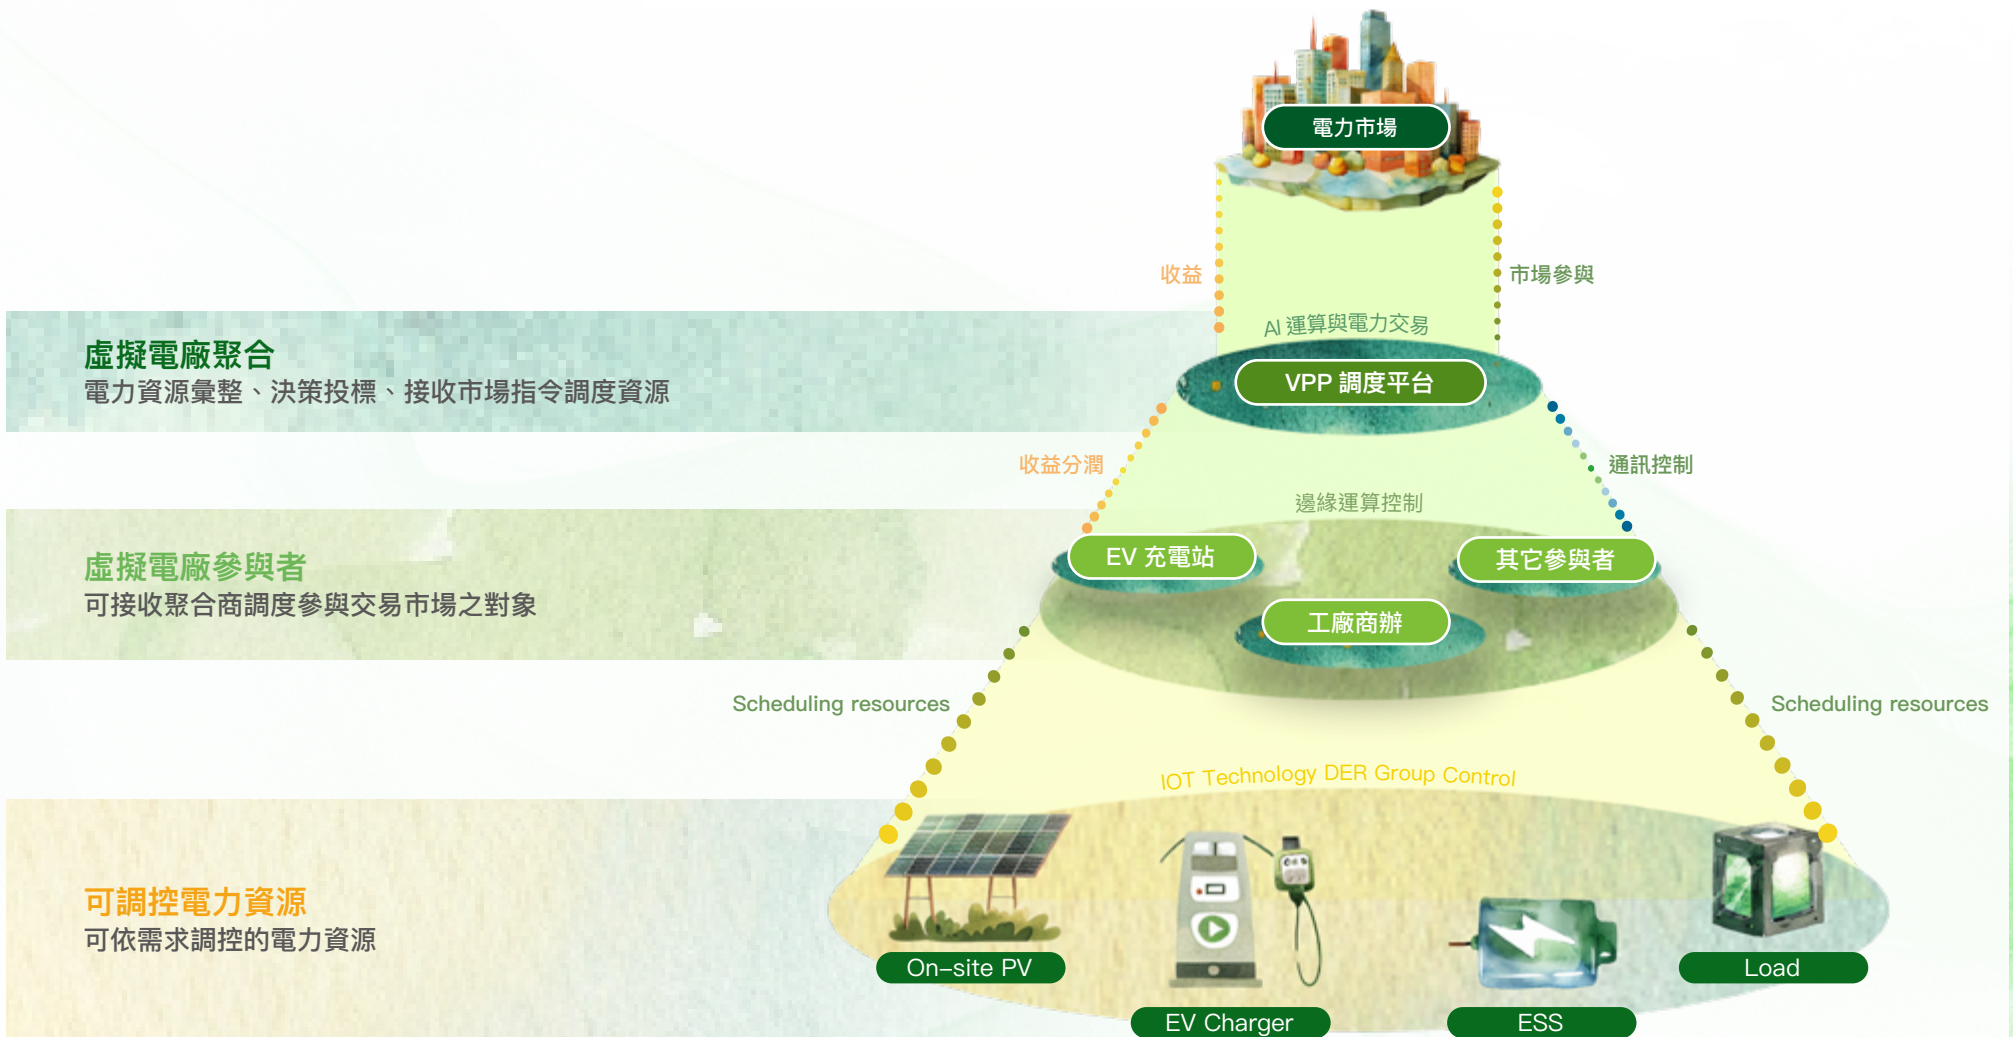 電力市場
收益
市場參與
AI 運算與電力交易
虛擬電廠聚合
電力資源彙整、決策投標、接收市場指令調度資源
VPP 調度平台
收益分潤
通訊控制
邊緣運算控制
虛擬電廠參與者
可接收聚合商調度參與交易市場之對象
EV 充電站
其它參與者
工廠商辦
Scheduling resources
Scheduling resources
IOT Technology DER Group Control
可調控電力資源
可依需求調控的電力資源
On-site PV
Load
EV Charger
ESS